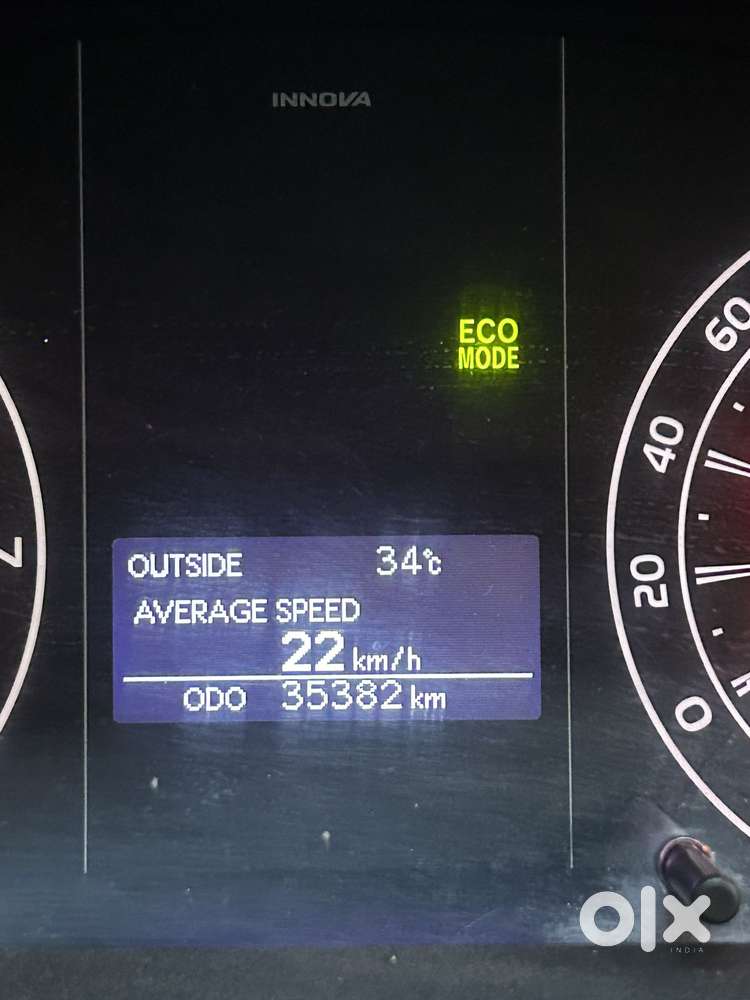 INNOVA
ECO
MODE
60
40
20
0
OUTSIDE 34°c
AVERAGE SPEED
22 km/h
ODO 35382 km
olx
INDIA